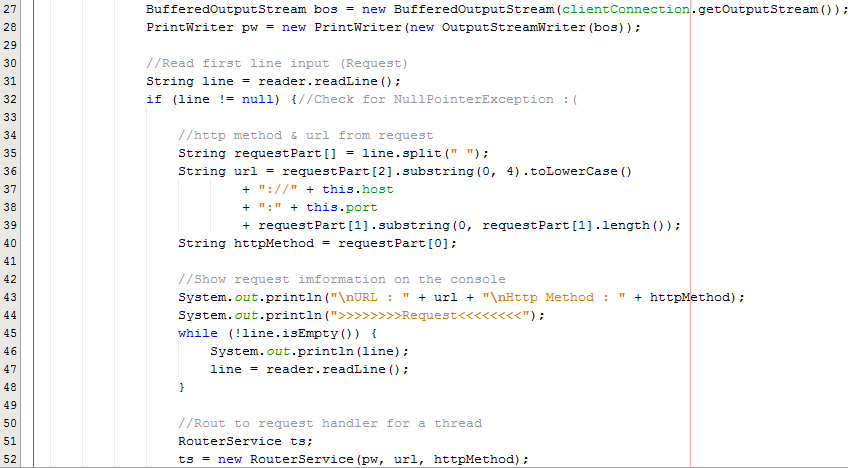 27 BufferedOutputStream bos = new BufferedOutputStream(clientConnection.getOutputStream());
28 PrintWriter pw = new PrintWriter(new OutputStreamWriter(bos));
29
30 //Read first line input (Request)
31 String line = reader.readLine();
32 if (line != null) {//Check for NullPointerException :(
33
34 //http method & url from request
35 String requestPart[] = line.split(" ");
36 String url = requestPart[2].substring(0, 4).toLowerCase()
37 + "://" + this.host
38 + ":" + this.port
39 + requestPart[1].substring(0, requestPart[1].length());
40 String httpMethod = requestPart[0];
41
42 //Show request imformation on the console
43 System.out.println("\nURL : " + url + "\nHttp Method : " + httpMethod);
44 System.out.println(">>>>>>>>Request<<<<<<<<");
45 while (!line.isEmpty()) {
46 System.out.println(line);
47 line = reader.readLine();
48 }
49
50 //Rout to request handler for a thread
51 RouterService ts;
52 ts = new RouterService(pw, url, httpMethod);